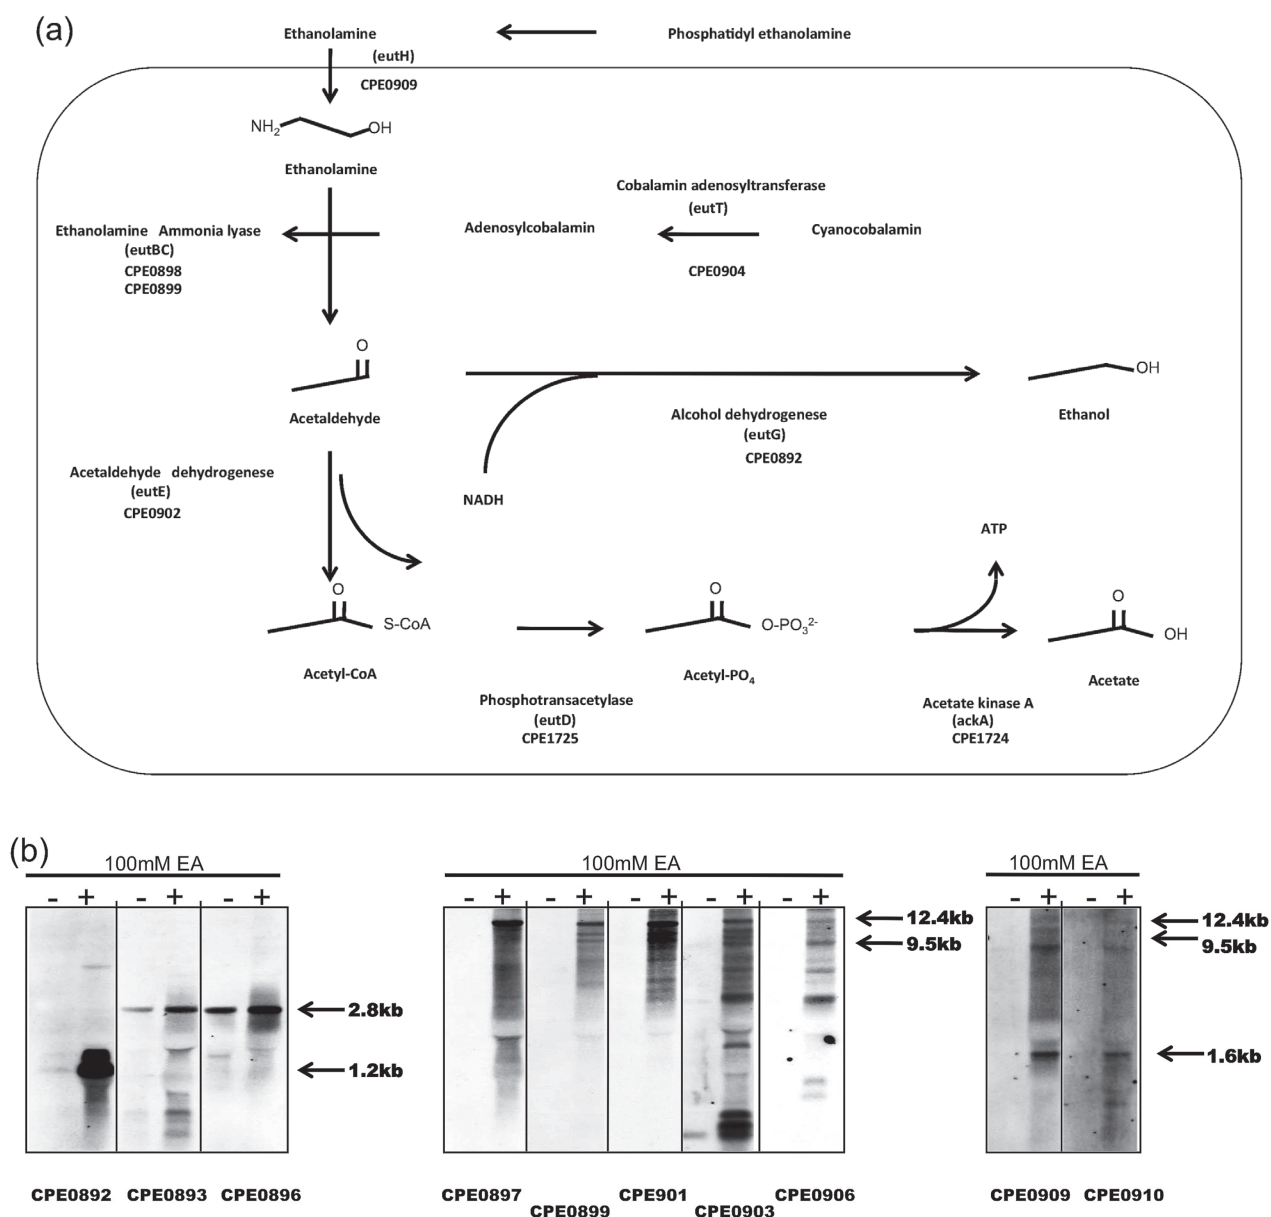 (a)
Ethanolamine
Phosphatidyl ethanolamine
(eutH)
CPE0909
NH2 OH
Ethanolamine
Cobalamin adenosyltransferase
(eutT)
Ethanolamine Ammonia lyase
Adenosylcobalamin
Cyanocobalamin
(eutBC)
CPE0898
CPE0904
CPE0899
O
OH
Acetaldehyde
Alcohol dehydrogenese
Ethanol
(eutG)
CPE0892
Acetaldehyde dehydrogenese
(eutE)
CPE0902
NADH
ATP
O
O
O
S-CoA
O-PO3 2-
OH
Acetyl-CoA
Acetyl-PO4
Acetate
Phosphotransacetylase
(eutD)
CPE1725
Acetate kinase A
(ackA)
CPE1724
(b)
100mM EA
100mM EA
100mM EA
- + - + - +
- + - + - + - + - +
- + - +
12.4kb
9.5kb
12.4kb
9.5kb
2.8kb
1.2kb
1.6kb
CPE0892 CPE0893 CPE0896
CPE0897 CPE0899 CPE901 CPE0903 CPE0906
CPE0909 CPE0910